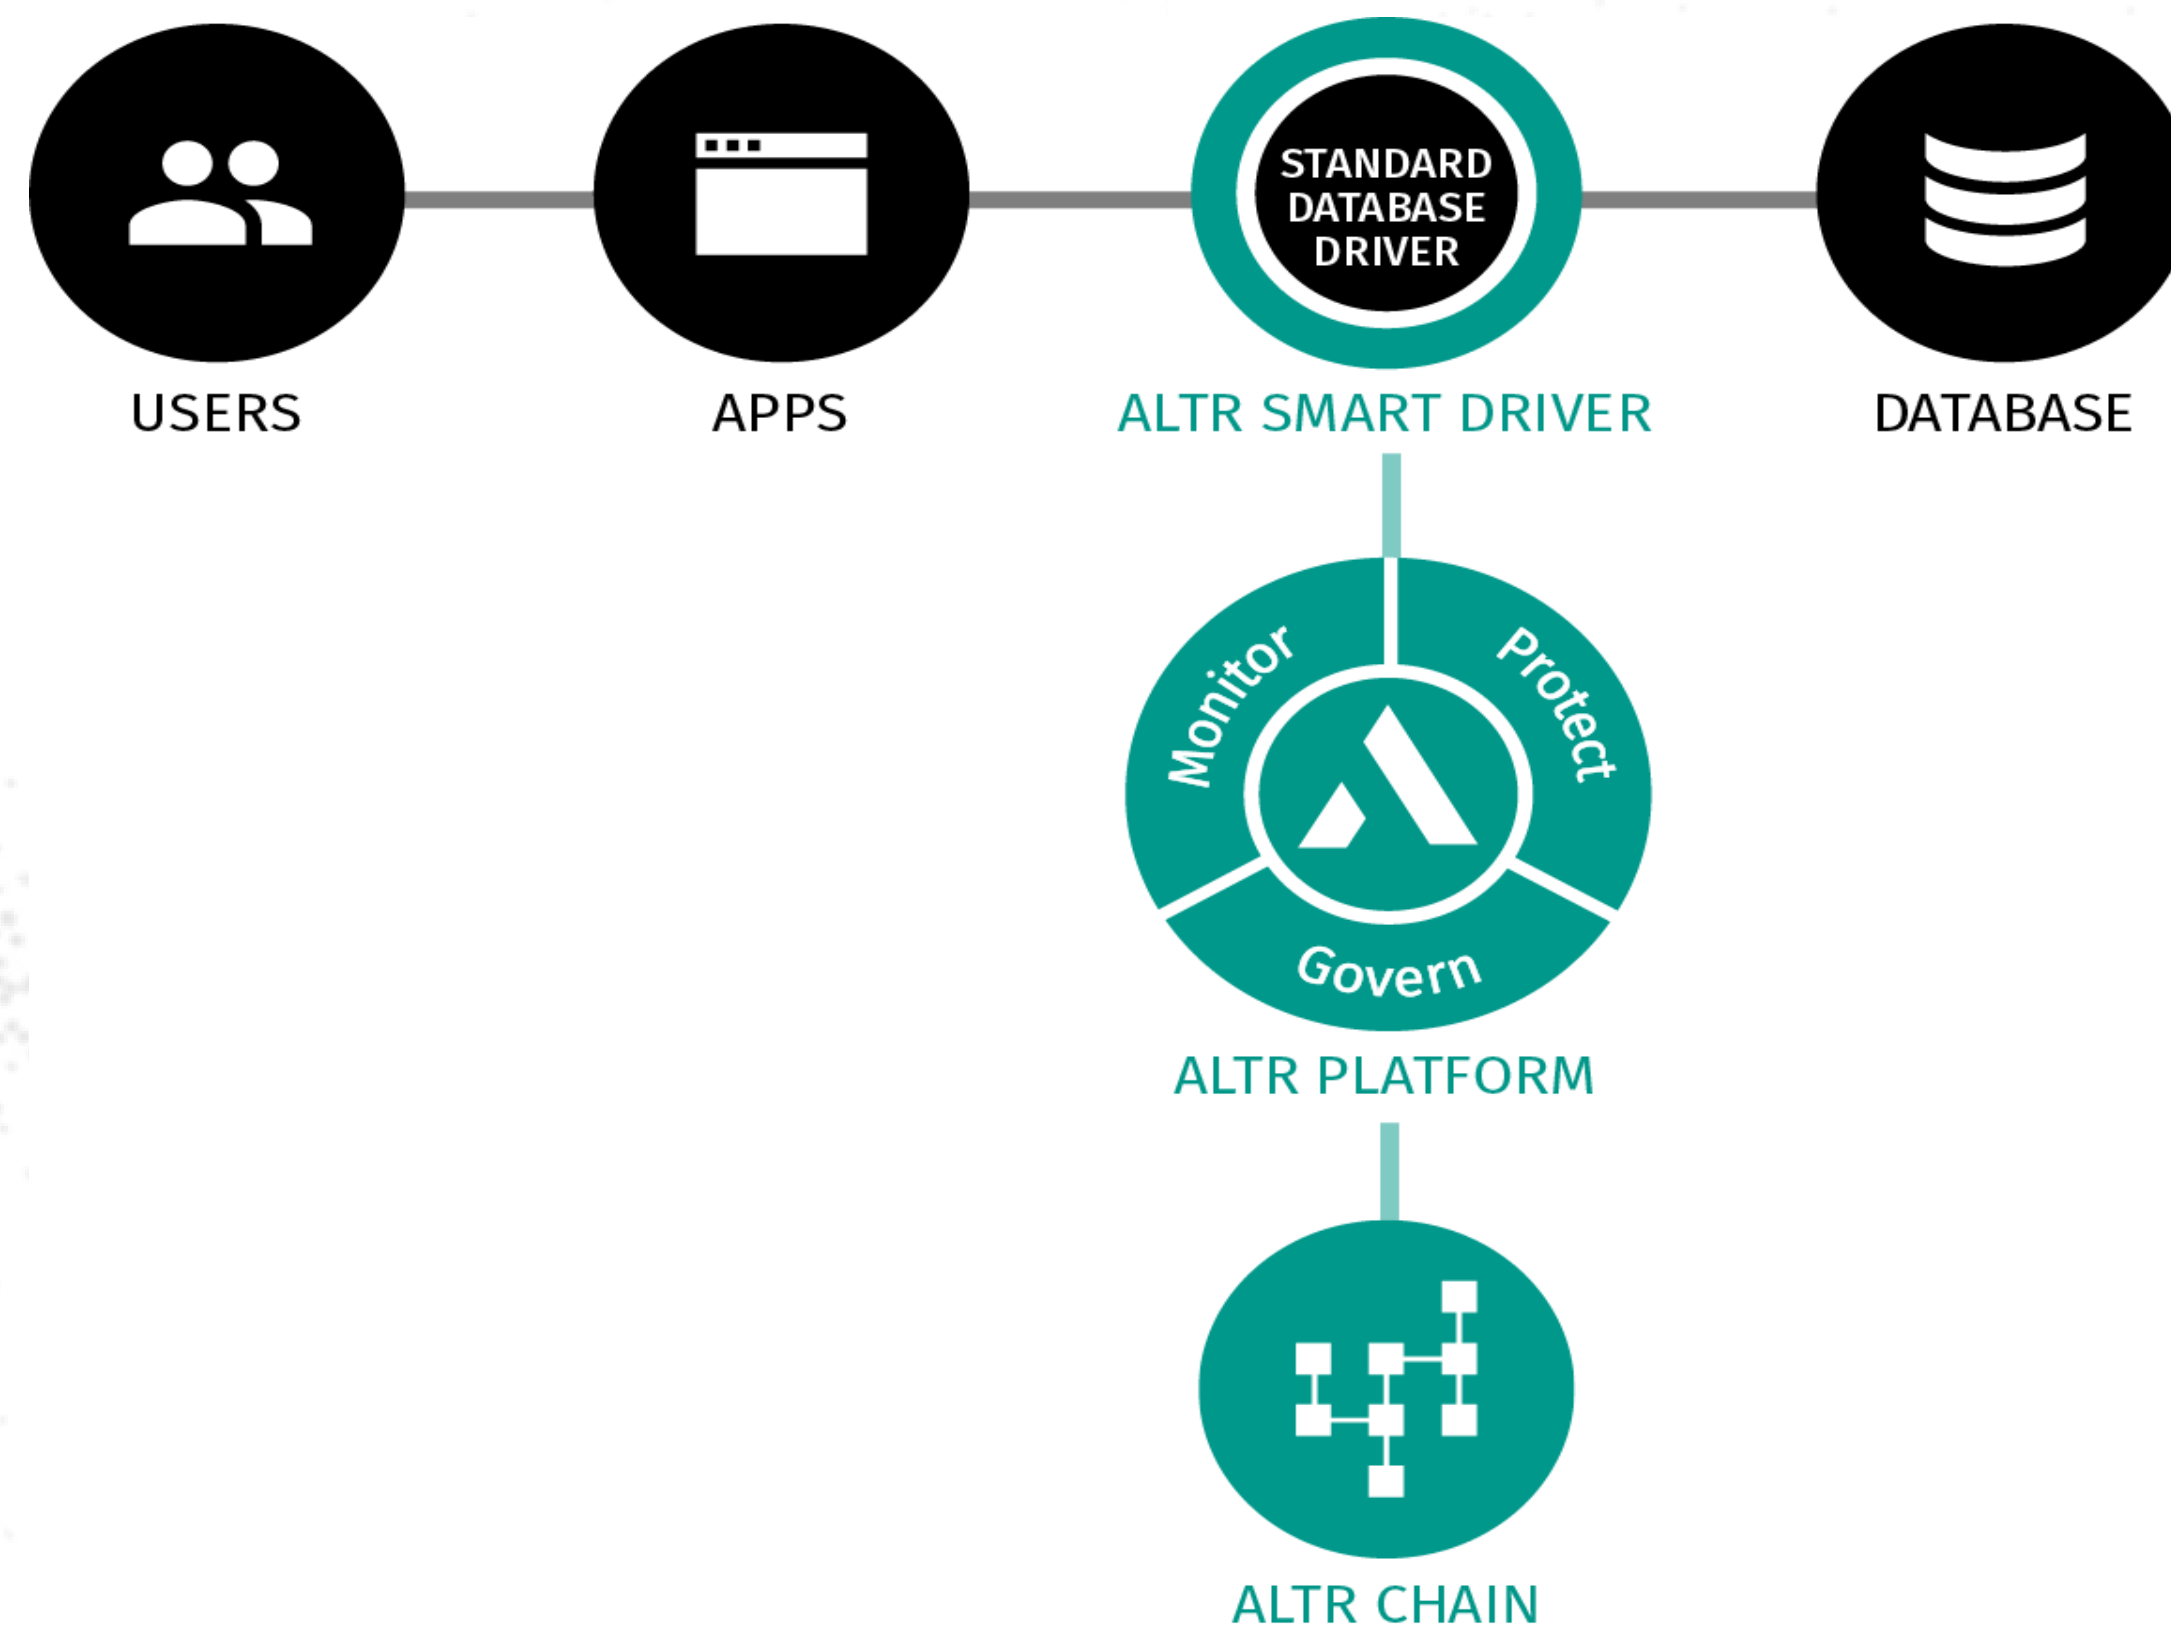 STANDARD
DATABASE
DRIVER
USERS
APPS
ALTR SMART DRIVER
DATABASE
Monitor
Protect
Govern
ALTR PLATFORM
ALTR CHAIN